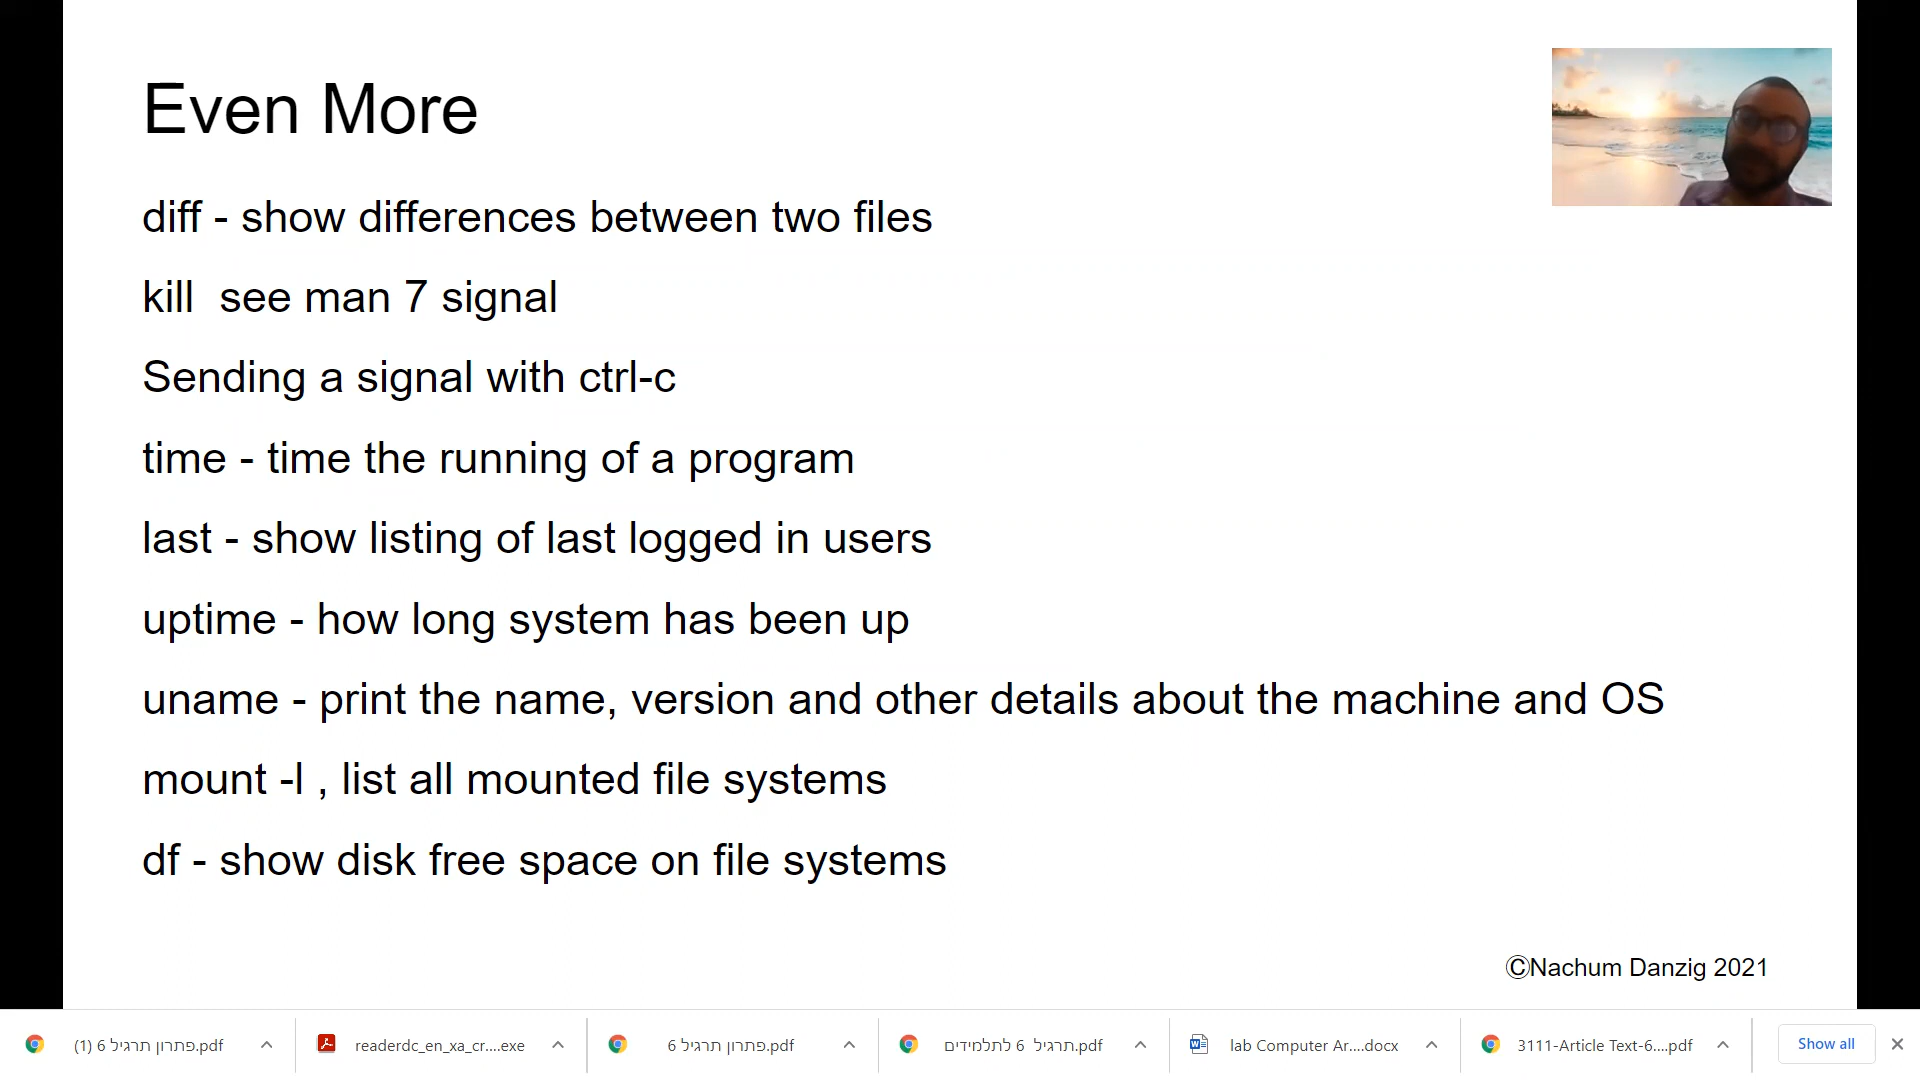 Even More
diff - show differences between two files
kill  see man 7 signal
Sending a signal with ctrl-c
time - time the running of a program
last - show listing of last logged in users
uptime - how long system has been up
uname - print the name, version and other details about the machine and OS
mount -l , list all mounted file systems
df - show disk free space on file systems
ⒸNachum Danzig 2021
פתרון תרגיל 6 (1).pdf
readerdc_en_xa_cr....exe
פתרון תרגיל 6.pdf
תרגיל  6 לתלמידים.pdf
lab Computer Ar....docx
3111-Article Text-6....pdf
Show all